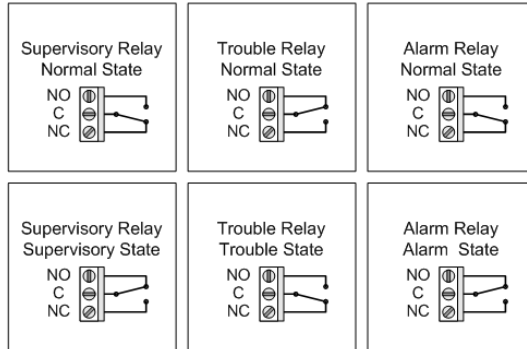 Supervisory Relay
Normal State
NO
C
NC
Trouble Relay
Normal State
NO
C
NC
Alarm Relay
Normal State
NO
C
NC
Supervisory Relay
Supervisory State
NO
C
NC
Trouble Relay
Trouble State
NO
C
NC
Alarm Relay
Alarm State
NO
C
NC